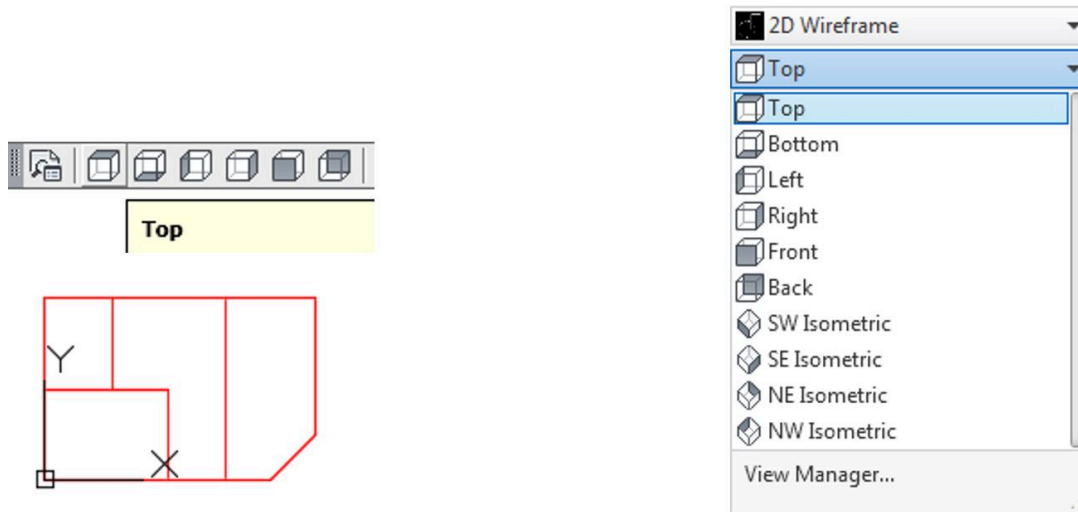 Top
Y
X
2D Wireframe
Top
Top
Bottom
Left
Right
Front
Back
SW Isometric
SE Isometric
NE Isometric
NW Isometric
View Manager...